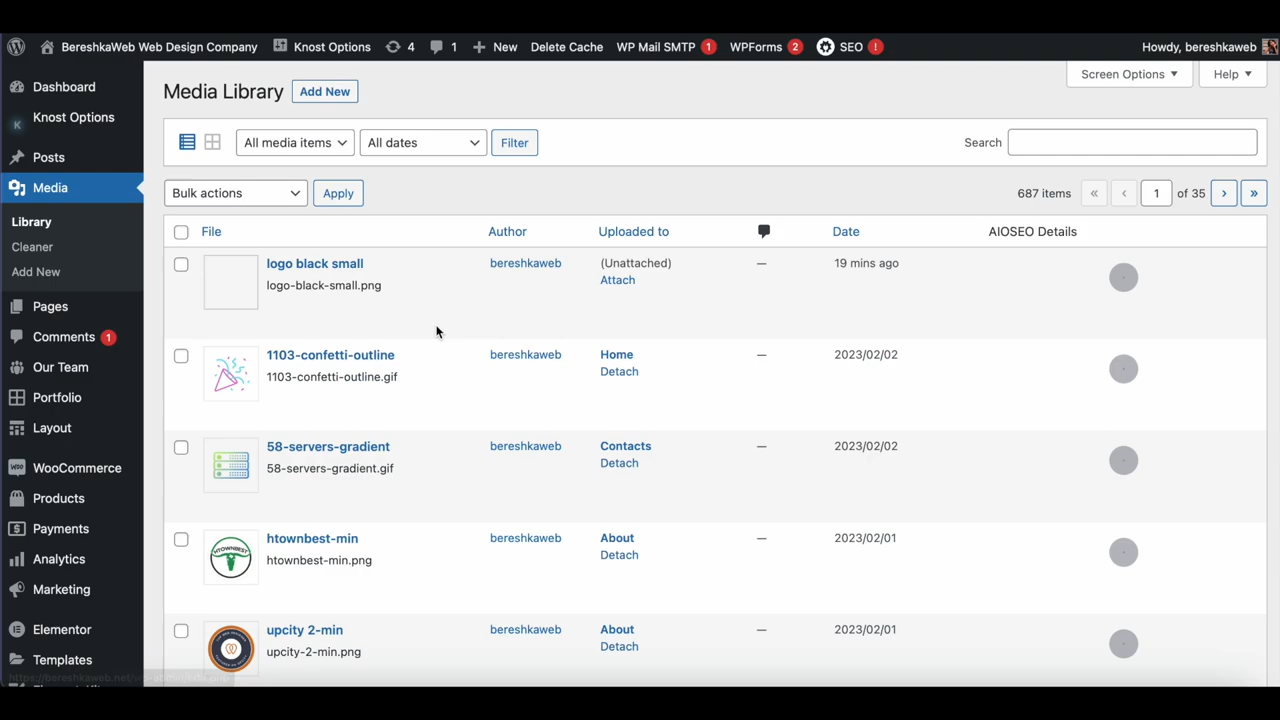 BereshkaWeb Web Design Company Knost Options 4 1 New Delete Cache WP Mail SMTP 1 WPForms 2 SEO ! Howdy, bereshkaweb
Dashboard
Knost Options
Posts
Media
Library
Cleaner
Add New
Pages
Comments 1
Our Team
Portfolio
Layout
WooCommerce
Products
Payments
Analytics
Marketing
Elementor
Templates
Screen Options Help
Media Library Add New
All media items All dates Filter Search
Bulk actions Apply 687 items « ‹ 1 of 35 › »
File Author Uploaded to Date AIOSEO Details
logo black small bereshkaweb (Unattached) — 19 mins ago
logo-black-small.png Attach
1103-confetti-outline bereshkaweb Home — 2023/02/02
1103-confetti-outline.gif Detach
58-servers-gradient bereshkaweb Contacts — 2023/02/02
58-servers-gradient.gif Detach
htownbest-min bereshkaweb About — 2023/02/01
htownbest-min.png Detach
HTOWNBEST
upcity 2-min bereshkaweb About — 2023/02/01
upcity-2-min.png Detach